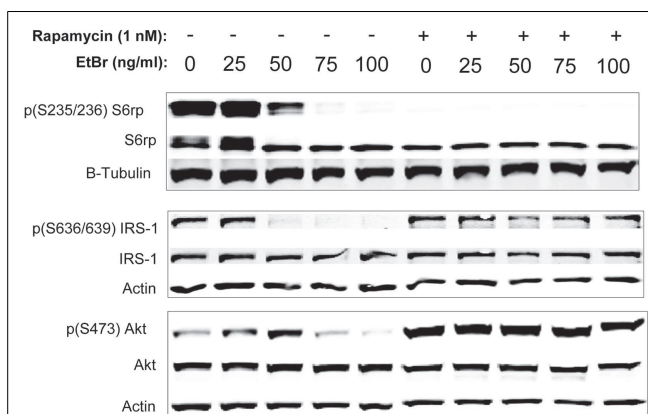 Rapamycin (1 nM): - - - - - + + + + +
EtBr (ng/ml): 0 25 50 75 100 0 25 50 75 100
p(S235/236) S6rp
S6rp
B-Tubulin
p(S636/639) IRS-1
IRS-1
Actin
p(S473) Akt
Akt
Actin